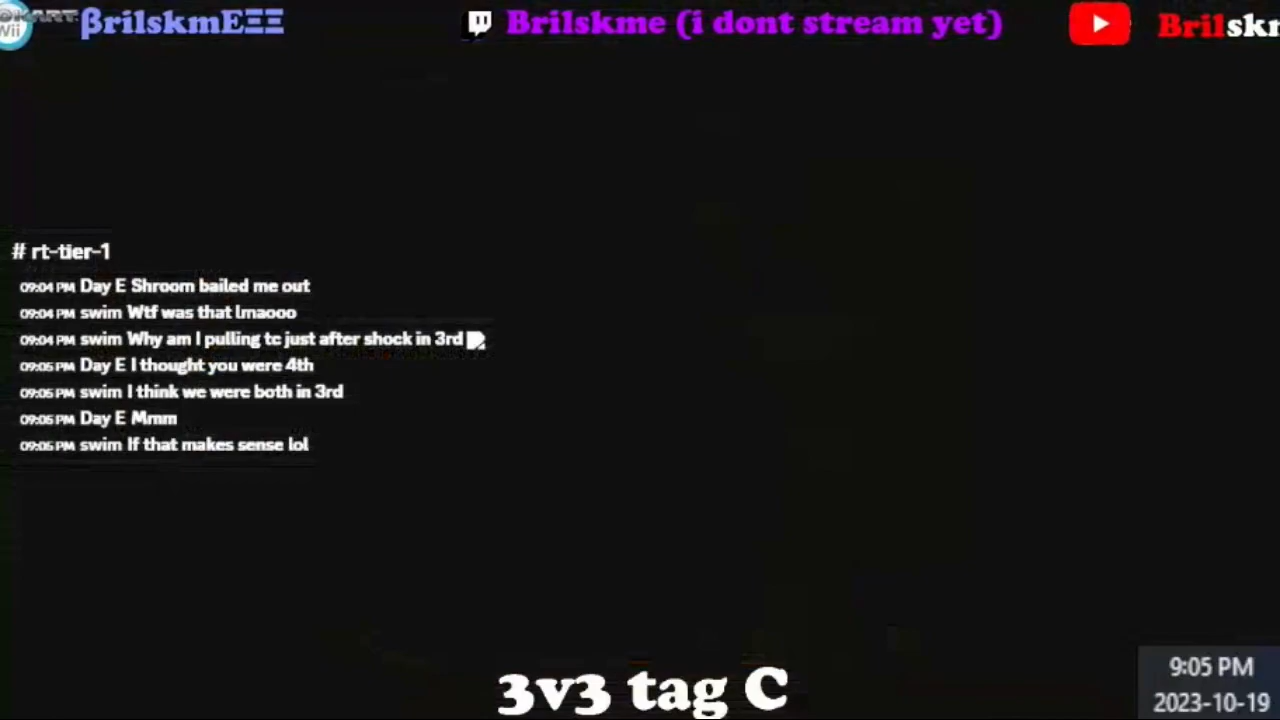 βrilskmEΞΞ
Brilskme (i dont stream yet)
Brilskm
# rt-tier-1
09:04 PM Day E Shroom bailed me out
09:04 PM swim Wtf was that lmaooo
09:04 PM swim Why am I pulling tc just after shock in 3rd
09:05 PM Day E I thought you were 4th
09:05 PM swim I think we were both in 3rd
09:05 PM Day E Mmm
09:05 PM swim If that makes sense lol
3v3 tag C
9:05 PM
2023-10-19